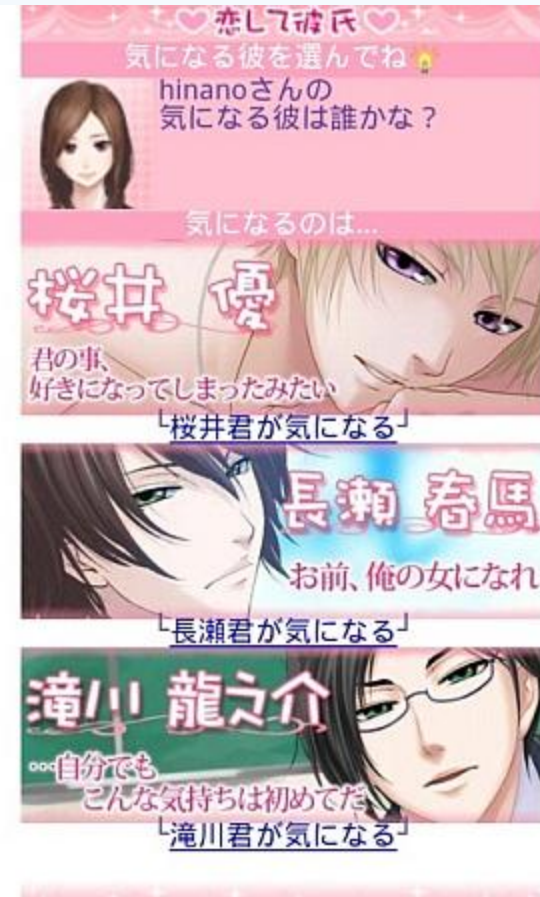 ♡恋して彼氏♡
気になる彼を選んでね
hinanoさんの
気になる彼は誰かな？
気になるのは...
桜井 優
君の事、
好きになってしまったみたい
└桜井君が気になる┘
長瀬 春馬
お前、俺の女になれ
└長瀬君が気になる┘
滝川 龍之介
…自分でも
こんな気持ちは初めてだ
└滝川君が気になる┘